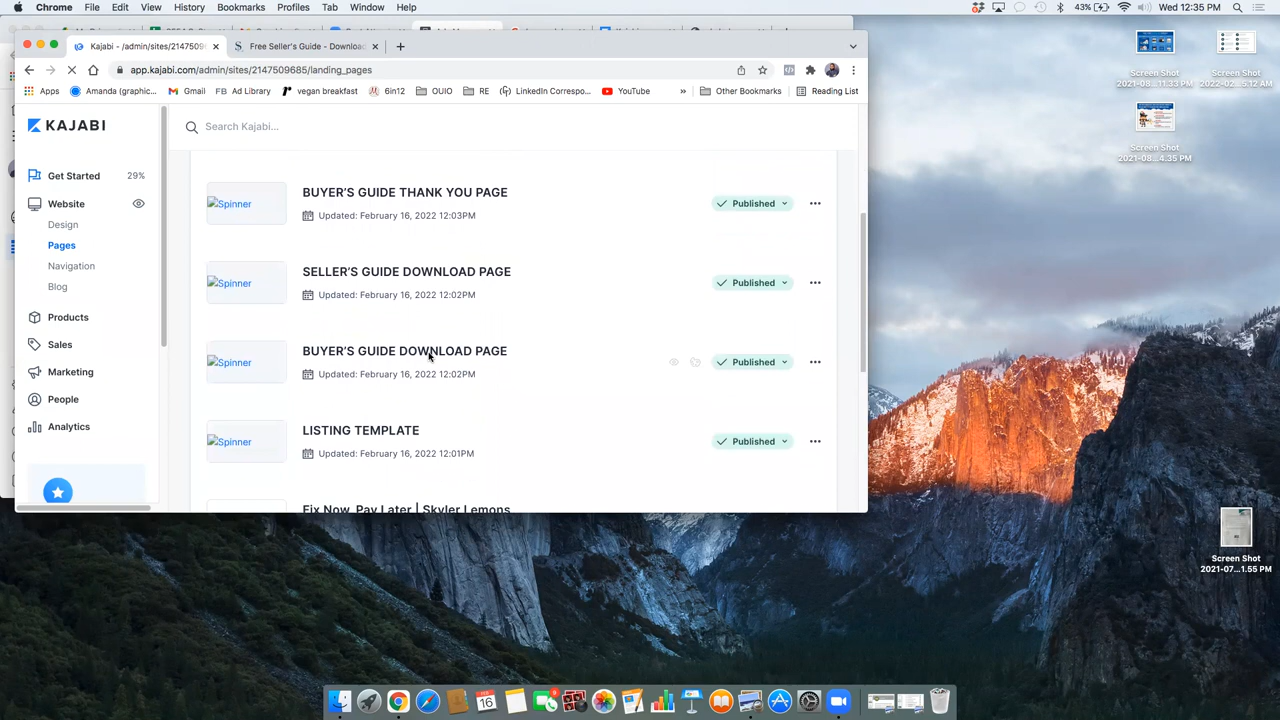 Chrome File Edit View History Bookmarks Profiles Tab Window Help 43% Wed 12:35 PM
Kajabi - /admin/sites/2147509 Free Seller's Guide - Download
app.kajabi.com/admin/sites/2147509685/landing_pages
Apps Amanda (graphic... Gmail FB Ad Library vegan breakfast 6in12 OUIO RE LinkedIn Correspo... YouTube » Other Bookmarks Reading List
KAJABI
Search Kajabi...
Get Started 29%
Website
Design
Pages
Navigation
Blog
Products
Sales
Marketing
People
Analytics
Spinner
BUYER'S GUIDE THANK YOU PAGE
Updated: February 16, 2022 12:03PM
Published
Spinner
SELLER'S GUIDE DOWNLOAD PAGE
Updated: February 16, 2022 12:02PM
Published
Spinner
BUYER'S GUIDE DOWNLOAD PAGE
Updated: February 16, 2022 12:02PM
Published
Spinner
LISTING TEMPLATE
Updated: February 16, 2022 12:01PM
Published
Fix Now, Pay Later | Skyler Lemons
Screen Shot
2021-08...11.33 PM
Screen Shot
2022-02...5.12 AM
Screen Shot
2021-08...4.35 PM
Screen Shot
2021-07...1.55 PM
FEB
16